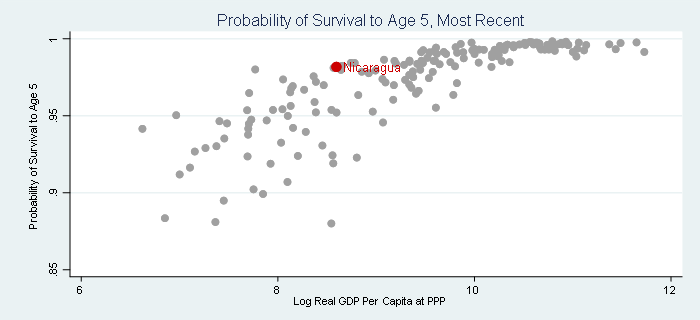 Probability of Survival to Age 5, Most Recent
Probability of Survival to Age 5
1
.95
.9
.85
Nicaragua
6 8 10 12
Log Real GDP Per Capita at PPP